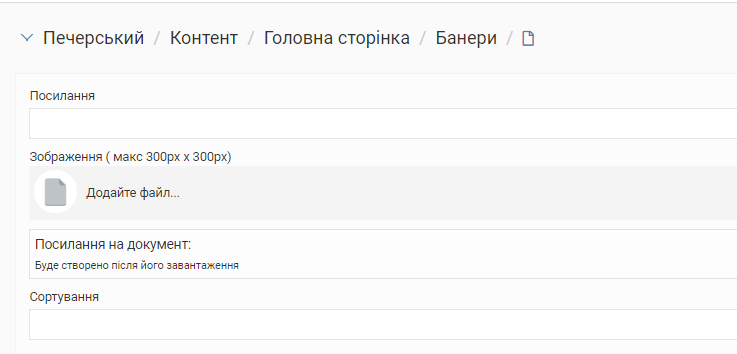 Печерський / Контент / Головна сторінка / Банери /
Посилання
Зображення ( макс 300px x 300px)
Додайте файл...
Посилання на документ:
Буде створено після його завантаження
Сортування